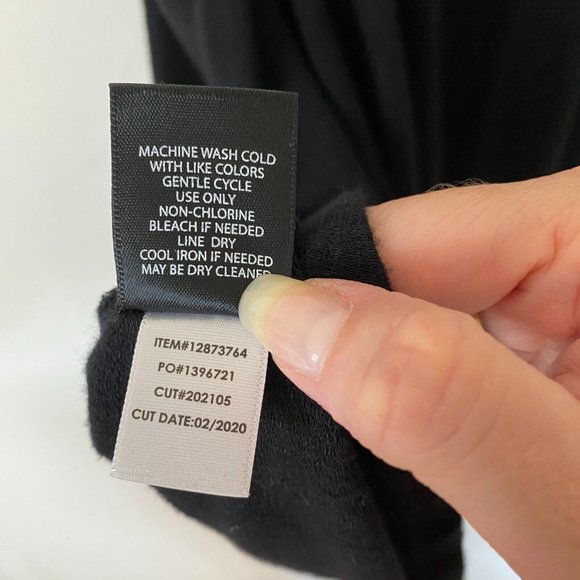 MACHINE WASH COLD
WITH LIKE COLORS
GENTLE CYCLE
USE ONLY
NON-CHLORINE
BLEACH IF NEEDED
LINE DRY
COOL IRON IF NEEDED
MAY BE DRY CLEANED
ITEM#12873764
PO#1396721
CUT#202105
CUT DATE:02/2020